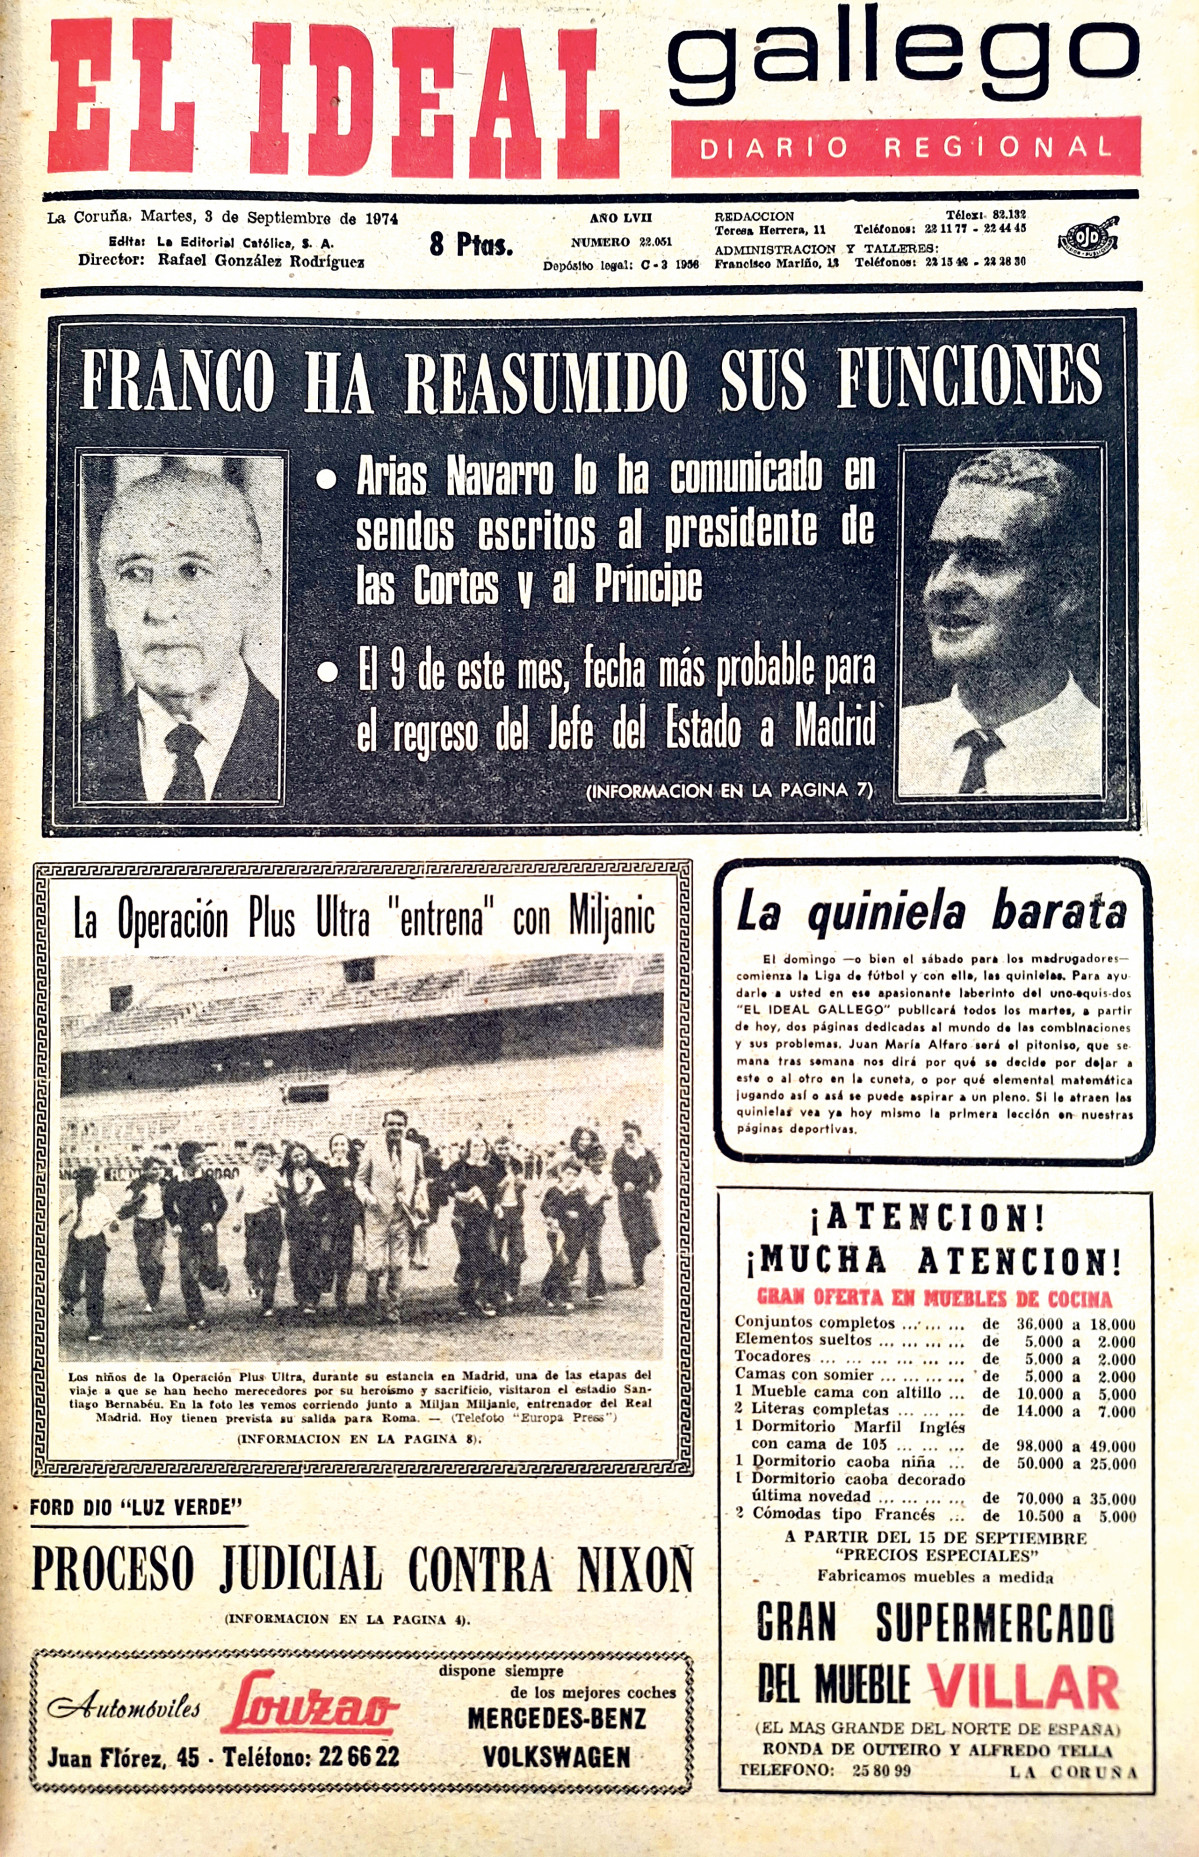 EL IDEAL gallego
DIARIO REGIONAL
La Coruña, Martes, 3 de Septiembre de 1974
Edita: La Editorial Católica, S. A.
Director: Rafael González Rodríguez
8 Ptas.
AÑO LVII
NUMERO 22.051
Depósito legal: C-3 1956
REDACCION
Télex: 82.132
Teresa Herrera, 11 Teléfonos: 22 11 77 - 22 44 45
ADMINISTRACION Y TALLERES:
Francisco Mariño, 12 Teléfonos: 22 15 42 - 22 28 30
OJD
FRANCO HA REASUMIDO SUS FUNCIONES
• Arias Navarro lo ha comunicado en
sendos escritos al presidente de
las Cortes y al Príncipe
• El 9 de este mes, fecha más probable para
el regreso del Jefe del Estado a Madrid
(INFORMACION EN LA PAGINA 7)
La Operación Plus Ultra "entrena" con Miljanic
Los niños de la Operación Plus Ultra, durante su estancia en Madrid, una de las etapas del
viaje a que se han hecho merecedores por su heroísmo y sacrificio, visitaron el estadio San-
tiago Bernabéu. En la foto les vemos corriendo junto a Miljan Miljanic, entrenador del Real
Madrid. Hoy tienen prevista su salida para Roma. — (Telefoto "Europa Press")
(INFORMACION EN LA PAGINA 8).
FORD DIO "LUZ VERDE"
PROCESO JUDICIAL CONTRA NIXON
(INFORMACION EN LA PAGINA 4).
Automóviles Louzao
Juan Flórez, 45 - Teléfono: 22 66 22
dispone siempre
de los mejores coches
MERCEDES-BENZ
VOLKSWAGEN
La quiniela barata
El domingo —o bien el sábado para los madrugadores—
comienza la Liga de fútbol y con ella, las quinielas. Para ayu-
darle a usted en ese apasionante laberinto del uno-equis-dos
"EL IDEAL GALLEGO" publicará todos los martes, a partir
de hoy, dos páginas dedicadas al mundo de las combinaciones
y sus problemas. Juan María Alfaro será el pitoniso, que se-
mana tras semana nos dirá por qué se decide por dejar a
este o al otro en la cuneta, o por qué elemental matemática
jugando así o asá se puede aspirar a un pleno. Si le atraen las
quinielas vea ya hoy mismo la primera lección en nuestras
páginas deportivas.
¡ATENCION!
¡MUCHA ATENCION!
GRAN OFERTA EN MUEBLES DE COCINA
Conjuntos completos ... ... ... de 36.000 a 18.000
Elementos sueltos ... ... ... ... de 5.000 a 2.000
Tocadores ... ... ... ... ... ... de 5.000 a 2.000
Camas con somier ... ... ... ... de 5.000 a 2.000
1 Mueble cama con altillo ... de 10.000 a 5.000
2 Literas completas ... ... ... de 14.000 a 7.000
1 Dormitorio Marfil Inglés
con cama de 105 ... ... ... de 98.000 a 49.000
1 Dormitorio caoba niña ... de 50.000 a 25.000
1 Dormitorio caoba decorado
última novedad ... ... ... ... de 70.000 a 35.000
2 Cómodas tipo Francés ... de 10.500 a 5.000
A PARTIR DEL 15 DE SEPTIEMBRE
"PRECIOS ESPECIALES"
Fabricamos muebles a medida
GRAN SUPERMERCADO
DEL MUEBLE VILLAR
(EL MAS GRANDE DEL NORTE DE ESPAÑA)
RONDA DE OUTEIRO Y ALFREDO TELLA
TELEFONO: 25 80 99 LA CORUÑA